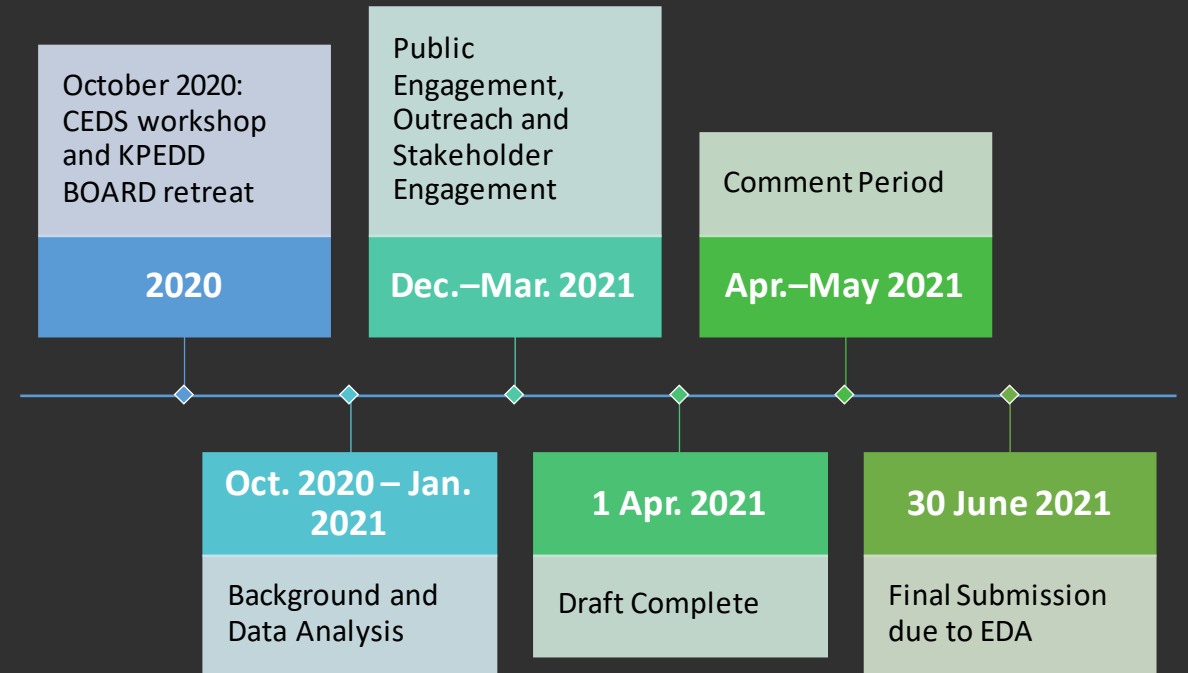 October 2020:
CEDS workshop
and KPEDD
BOARD retreat
2020
Oct. 2020 – Jan.
2021
Background and
Data Analysis
Public
Engagement,
Outreach and
Stakeholder
Engagement
Dec.–Mar. 2021
1 Apr. 2021
Draft Complete
Comment Period
Apr.–May 2021
30 June 2021
Final Submission
due to EDA